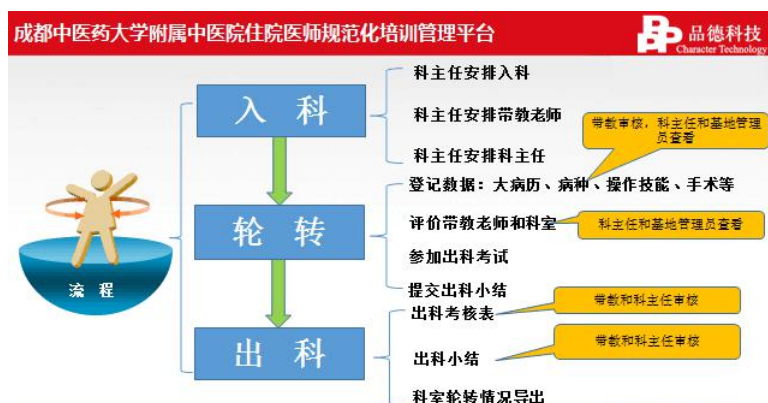 成都中医药大学附属中医院住院医师规范化培训管理平台
品德科技
Character Technology
入 科
科主任安排入科
科主任安排带教老师
科主任安排科主任
带教审核，科主任和基地管理
员查看
轮 转
登记数据：大病历、病种、操作技能、手术等
评价带教老师和科室
科主任和基地管理员查看
参加出科考试
提交出科小结
流 程
出 科
出科考核表
带教和科主任审核
出科小结
带教和科主任审核
科室轮转情况导出